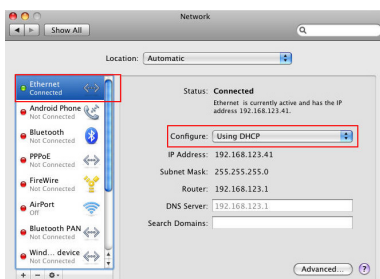 Network
Show All
Location: Automatic
Ethernet
Connected
Android Phone
Not Connected
Bluetooth
Not Connected
PPPoE
Not Connected
FireWire
Not Connected
AirPort
Off
Bluetooth PAN
Not Connected
Wind... device
Not Connected
+ −
Status: Connected
Ethernet is currently active and has the IP
address 192.168.123.41.
Configure: Using DHCP
IP Address: 192.168.123.41
Subnet Mask: 255.255.255.0
Router: 192.168.123.1
DNS Server: 192.168.123.1
Search Domains:
Advanced... ?